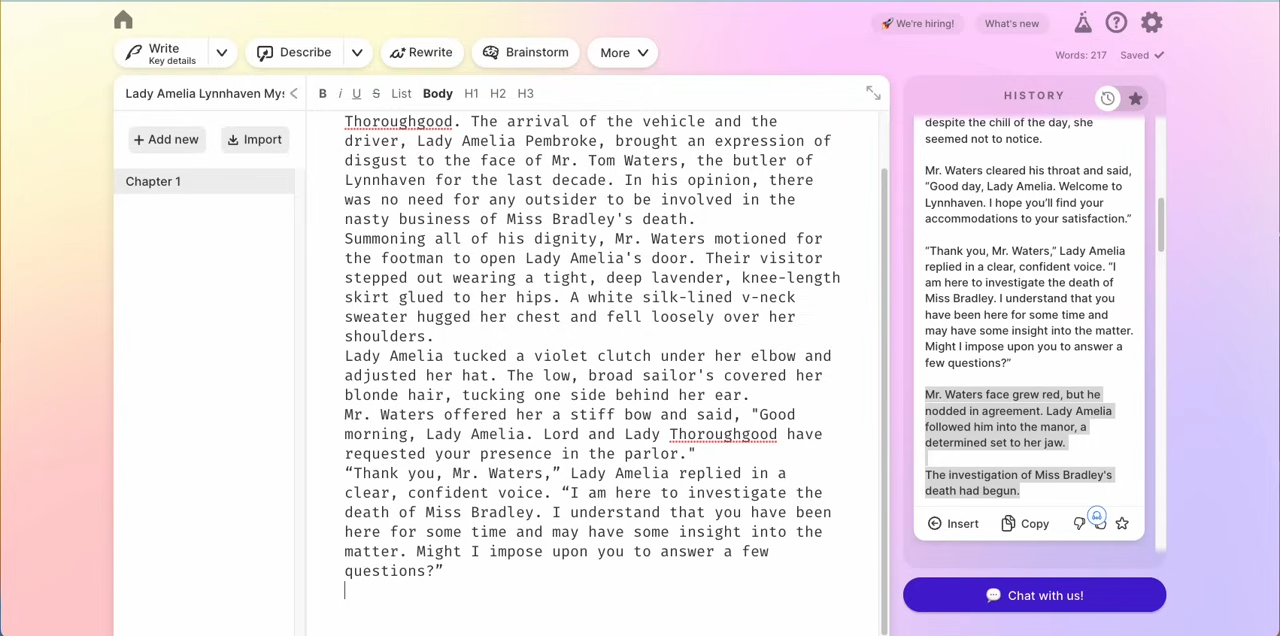 🚀 We're hiring!
What's new
Write
Key details
Describe
Rewrite
Brainstorm
More
Words: 217
Saved
Lady Amelia Lynnhaven Mys
B i U S List Body H1 H2 H3
+ Add new
Import
Chapter 1
Thoroughgood. The arrival of the vehicle and the
driver, Lady Amelia Pembroke, brought an expression of
disgust to the face of Mr. Tom Waters, the butler of
Lynnhaven for the last decade. In his opinion, there
was no need for any outsider to be involved in the
nasty business of Miss Bradley's death.
Summoning all of his dignity, Mr. Waters motioned for
the footman to open Lady Amelia's door. Their visitor
stepped out wearing a tight, deep lavender, knee-length
skirt glued to her hips. A white silk-lined v-neck
sweater hugged her chest and fell loosely over her
shoulders.
Lady Amelia tucked a violet clutch under her elbow and
adjusted her hat. The low, broad sailor's covered her
blonde hair, tucking one side behind her ear.
Mr. Waters offered her a stiff bow and said, "Good
morning, Lady Amelia. Lord and Lady Thoroughgood have
requested your presence in the parlor."
“Thank you, Mr. Waters,” Lady Amelia replied in a
clear, confident voice. “I am here to investigate the
death of Miss Bradley. I understand that you have been
here for some time and may have some insight into the
matter. Might I impose upon you to answer a few
questions?”
HISTORY
despite the chill of the day, she
seemed not to notice.
Mr. Waters cleared his throat and said,
“Good day, Lady Amelia. Welcome to
Lynnhaven. I hope you’ll find your
accommodations to your satisfaction.”
“Thank you, Mr. Waters,” Lady Amelia
replied in a clear, confident voice. “I
am here to investigate the death of
Miss Bradley. I understand that you
have been here for some time and
may have some insight into the matter.
Might I impose upon you to answer a
few questions?”
Mr. Waters face grew red, but he
nodded in agreement. Lady Amelia
followed him into the manor, a
determined set to her jaw.
The investigation of Miss Bradley's
death had begun.
Insert
Copy
Chat with us!